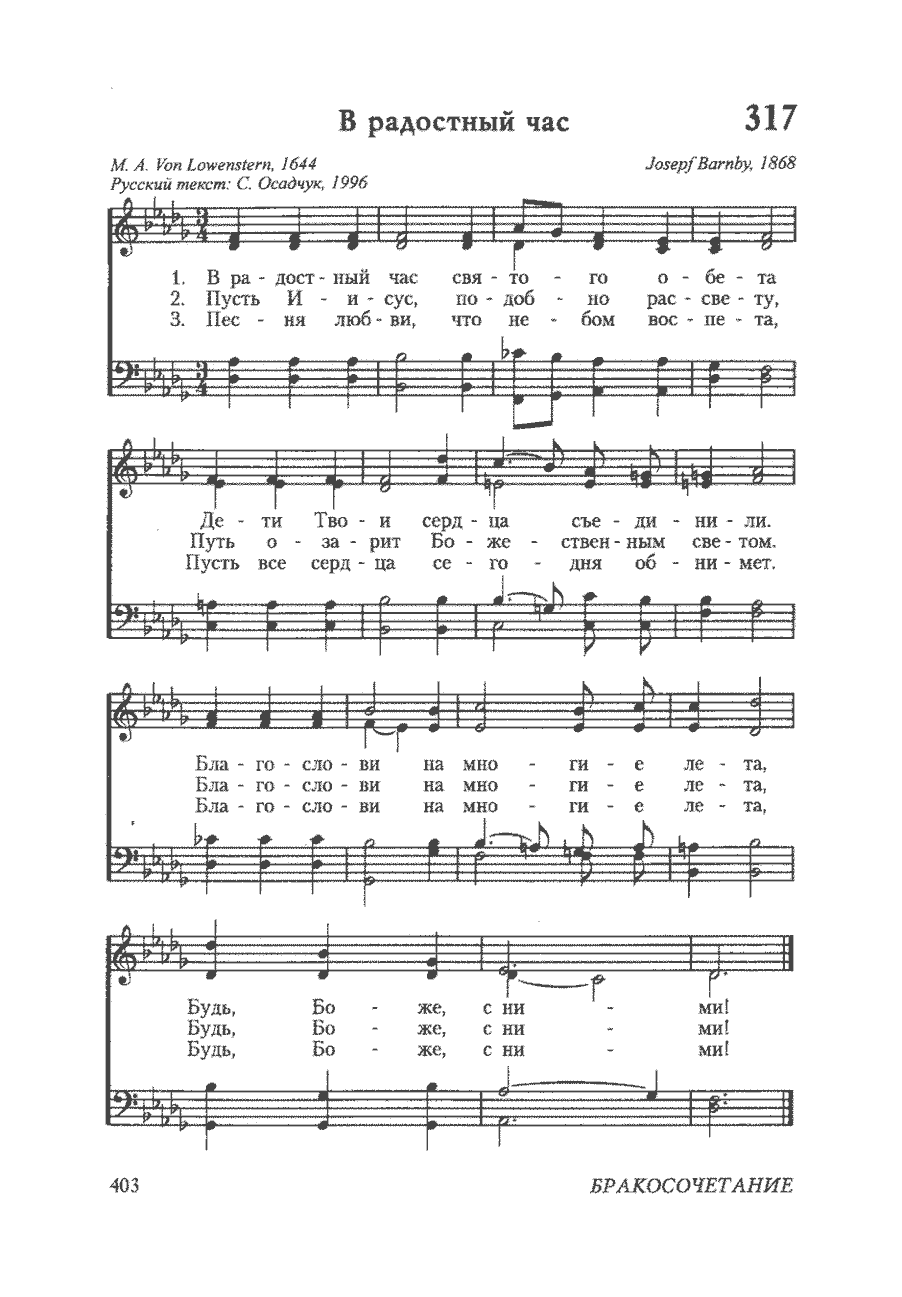 В радостный час 317
M. A. Von Lowenstern, 1644 Josepf Barnby, 1868
Русский текст: С. Осадчук, 1996
1. В ра - дост - ный час свя - то - го о - бе - та
2. Пусть И - и - сус, по - доб - но рас - све - ту,
3. Пес - ня люб - ви, что не - бом вос - пе - та,
Де - ти Тво - и серд - ца съе - ди - ни - ли.
Путь о - за - рит Бо - же - ствен - ным све - том.
Пусть все серд - ца се - го - дня об - ни - мет.
Бла - го - сло - ви на мно - ги - е ле - та,
Бла - го - сло - ви на мно - ги - е ле - та,
Бла - го - сло - ви на мно - ги - е ле - та,
Будь, Бо - же, с ни - ми!
Будь, Бо - же, с ни - ми!
Будь, Бо - же, с ни - ми!
403 БРАКОСОЧЕТАНИЕ